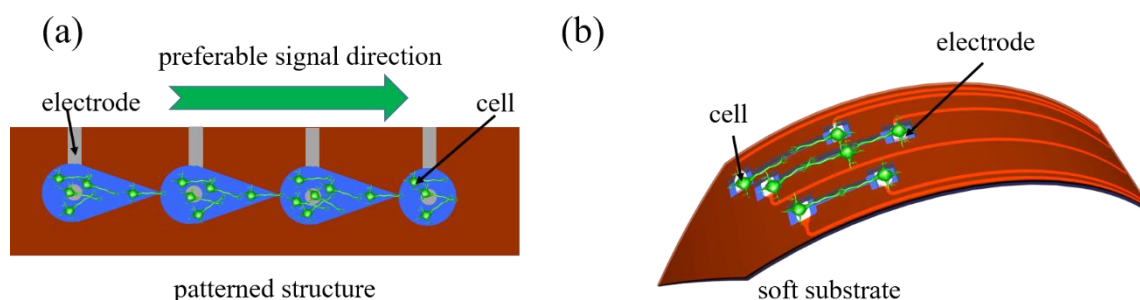 (a)
preferable signal direction
electrode
cell
patterned structure
(b)
electrode
cell
soft substrate